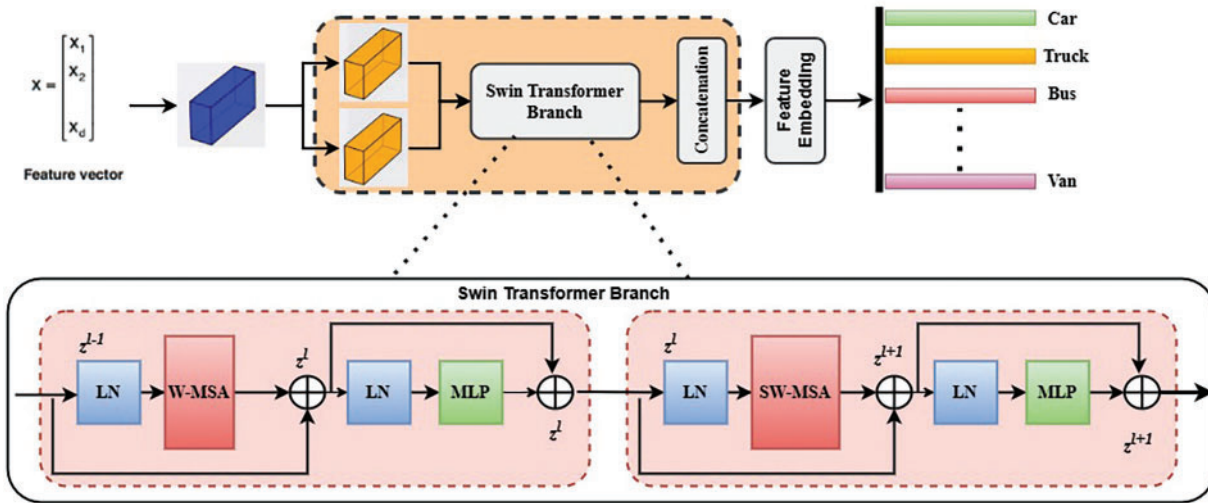 X =
X1
X2
Xd
Feature vector
Swin Transformer
Branch
Concatenation
Feature
Embedding
Car
Truck
Bus
Van
Swin Transformer Branch
z^{l-1}
LN
W-MSA
z^l
LN
MLP
z^l
z^l
LN
SW-MSA
z^{l+1}
LN
MLP
z^{l+1}